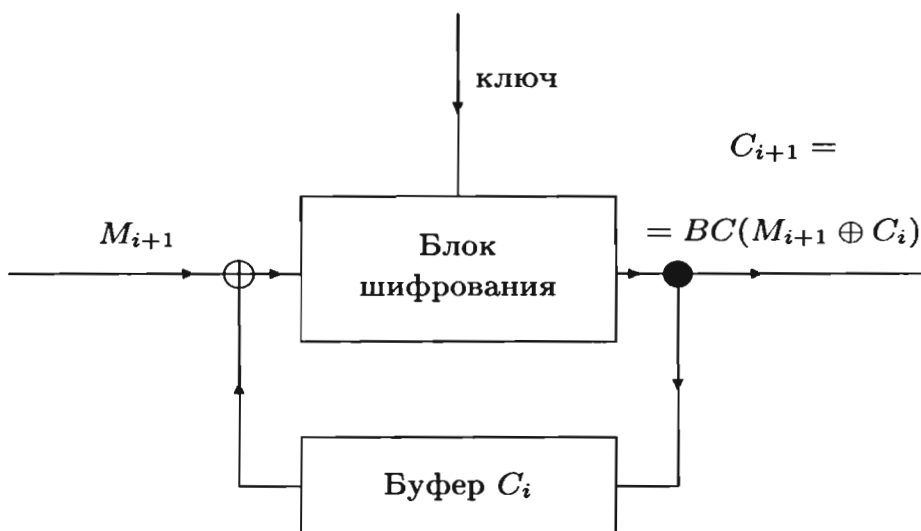 ключ
C_{i+1} =
M_{i+1}
= BC(M_{i+1} ⊕ C_i)
Блок
шифрования
Буфер C_i